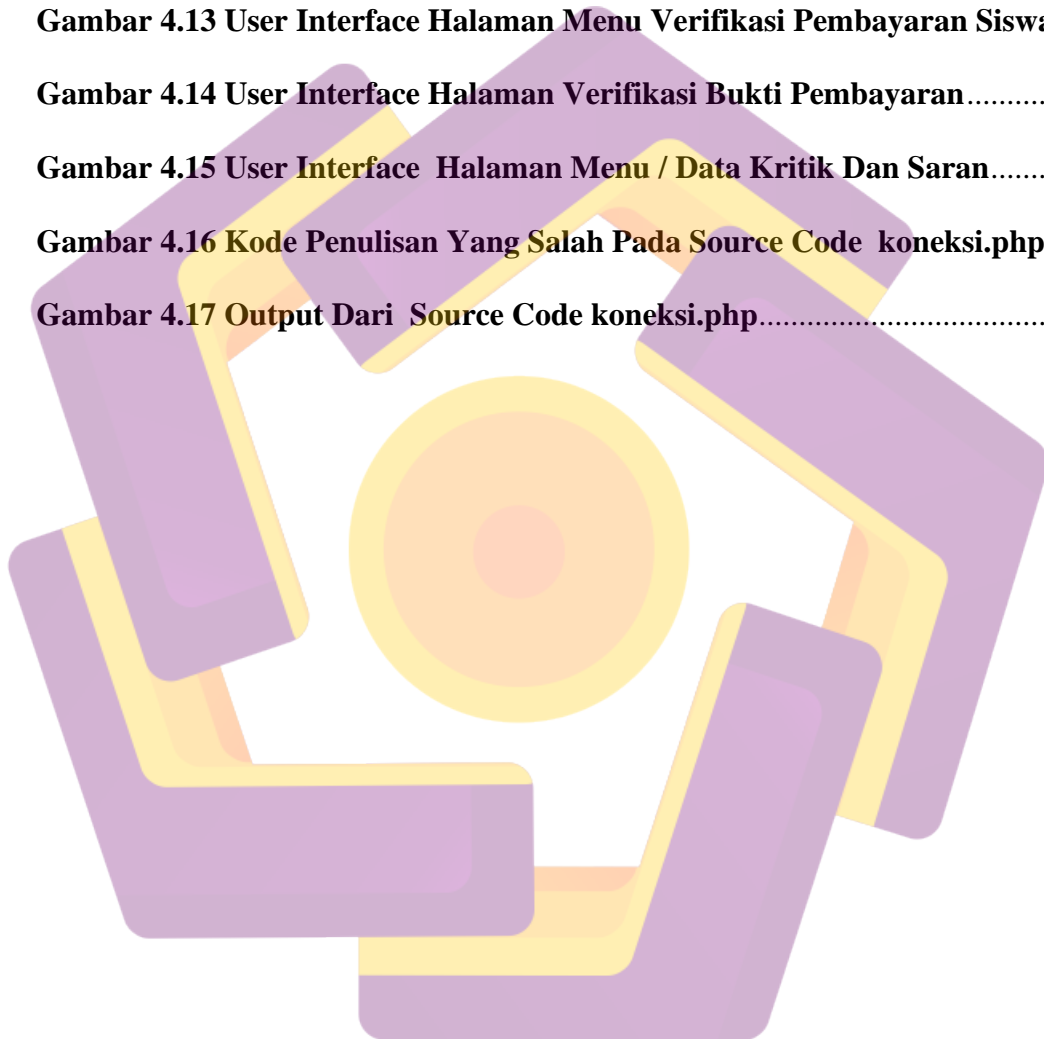 Gambar 4.13 User Interface Halaman Menu Verifikasi Pembayaran Siswa
Gambar 4.14 User Interface Halaman Verifikasi Bukti Pembayaran..........
Gambar 4.15 User Interface  Halaman Menu / Data Kritik Dan Saran.......
Gambar 4.16 Kode Penulisan Yang Salah Pada Source Code  koneksi.php
Gambar 4.17 Output Dari  Source Code koneksi.php....................................